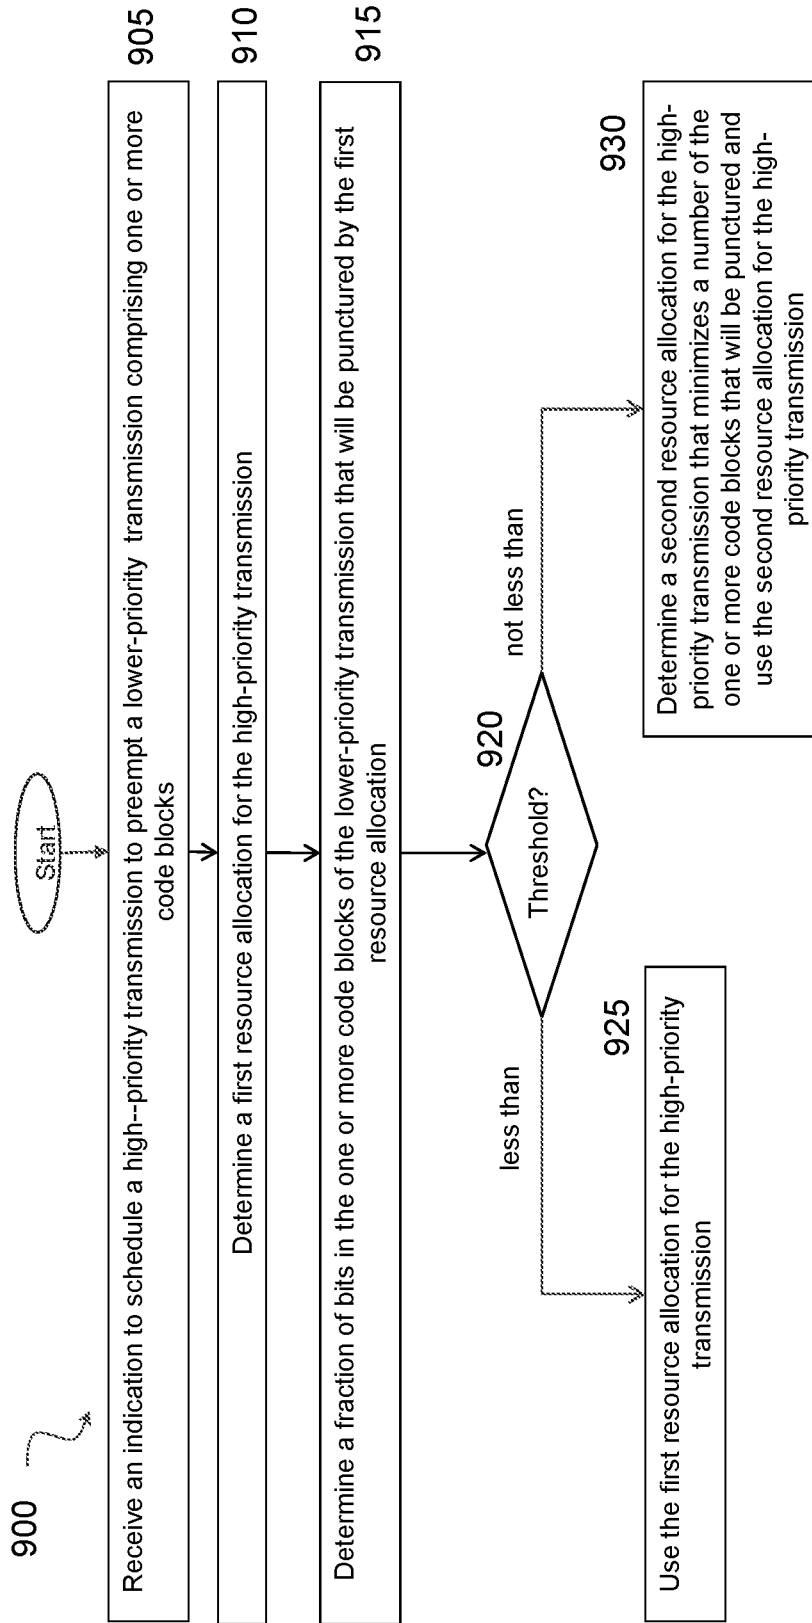 900
Start
905
Receive an indication to schedule a high--priority transmission to preempt a lower-priority transmission comprising one or more
code blocks
910
Determine a first resource allocation for the high-priority transmission
915
Determine a fraction of bits in the one or more code blocks of the lower-priority transmission that will be punctured by the first
resource allocation
920
Threshold?
less than
not less than
925
Use the first resource allocation for the high-priority
transmission
930
Determine a second resource allocation for the high-
priority transmission that minimizes a number of the
one or more code blocks that will be punctured and
use the second resource allocation for the high-
priority transmission